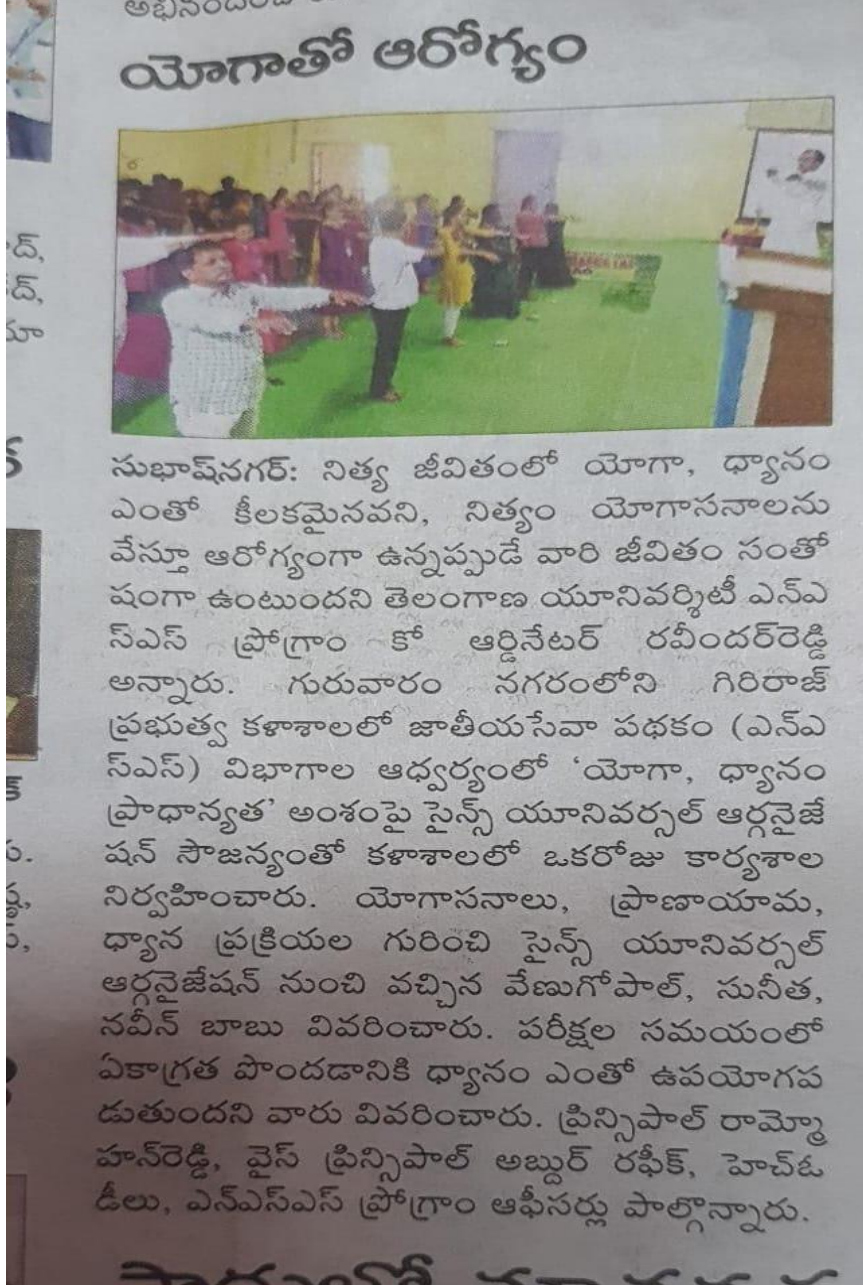 యోగాతో ఆరోగ్యం
సుభాష్‌నగర్: నిత్య జీవితంలో యోగా, ధ్యానం
ఎంతో కీలకమైనవని, నిత్యం యోగాసనాలను
వేస్తూ ఆరోగ్యంగా ఉన్నప్పుడే వారి జీవితం సంతో
షంగా ఉంటుందని తెలంగాణ యూనివర్శిటీ ఎన్ఎ
స్ఎస్ ప్రోగ్రాం కో ఆర్డినేటర్ రవీందర్‌రెడ్డి
అన్నారు. గురువారం నగరంలోని గిరిరాజ్
ప్రభుత్వ కళాశాలలో జాతీయసేవా పథకం (ఎన్ఎ
స్ఎస్) విభాగాల ఆధ్వర్యంలో ‘యోగా, ధ్యానం
ప్రాధాన్యత’ అంశంపై సైన్స్ యూనివర్సల్ ఆర్గనైజే
షన్ సౌజన్యంతో కళాశాలలో ఒకరోజు కార్యశాల
నిర్వహించారు. యోగాసనాలు, ప్రాణాయామ,
ధ్యాన ప్రక్రియల గురించి సైన్స్ యూనివర్సల్
ఆర్గనైజేషన్ నుంచి వచ్చిన వేణుగోపాల్, సునీత,
నవీన్ బాబు వివరించారు. పరీక్షల సమయంలో
ఏకాగ్రత పొందడానికి ధ్యానం ఎంతో ఉపయోగప
డుతుందని వారు వివరించారు. ప్రిన్సిపాల్ రామ్మో
హన్‌రెడ్డి, వైస్ ప్రిన్సిపాల్ అబ్దుర్ రఫీక్, హెచ్ఓ
డీలు, ఎన్ఎస్ఎస్ ప్రోగ్రాం ఆఫీసర్లు పాల్గొన్నారు.